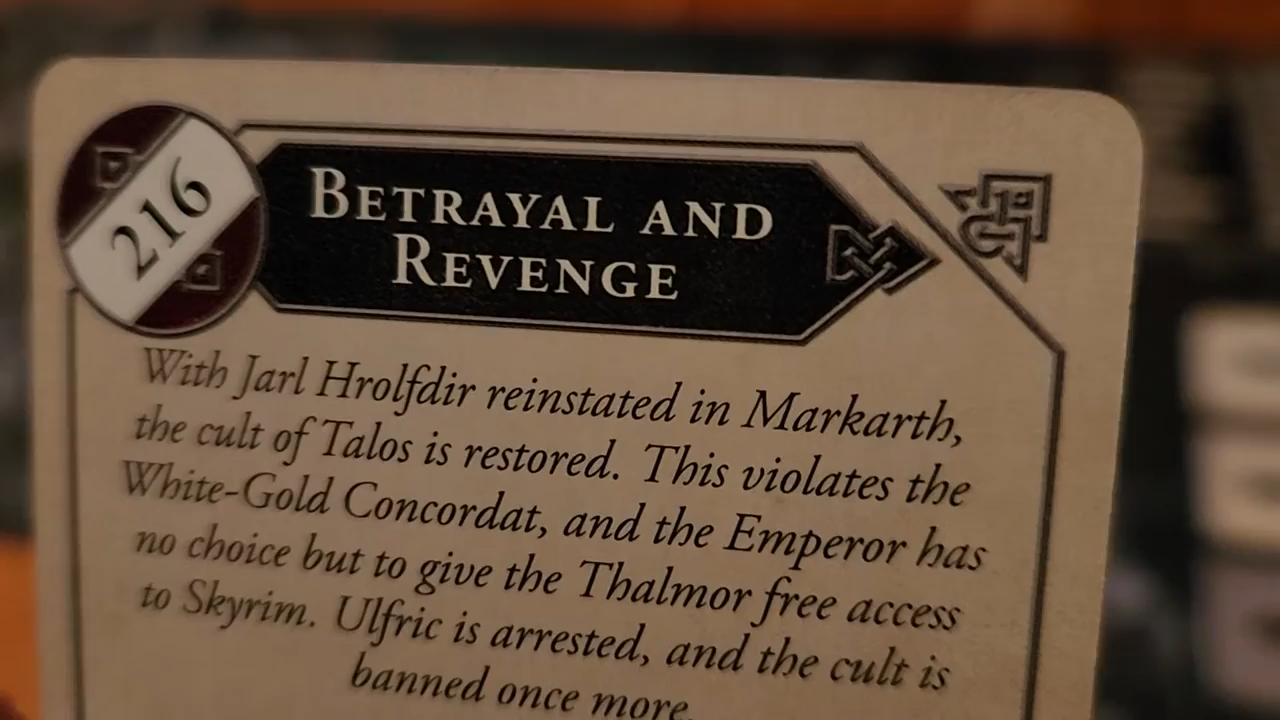 216
BETRAYAL AND
REVENGE
With Jarl Hrolfdir reinstated in Markarth,
the cult of Talos is restored. This violates the
White-Gold Concordat, and the Emperor has
no choice but to give the Thalmor free access
to Skyrim. Ulfric is arrested, and the cult is
banned once more.